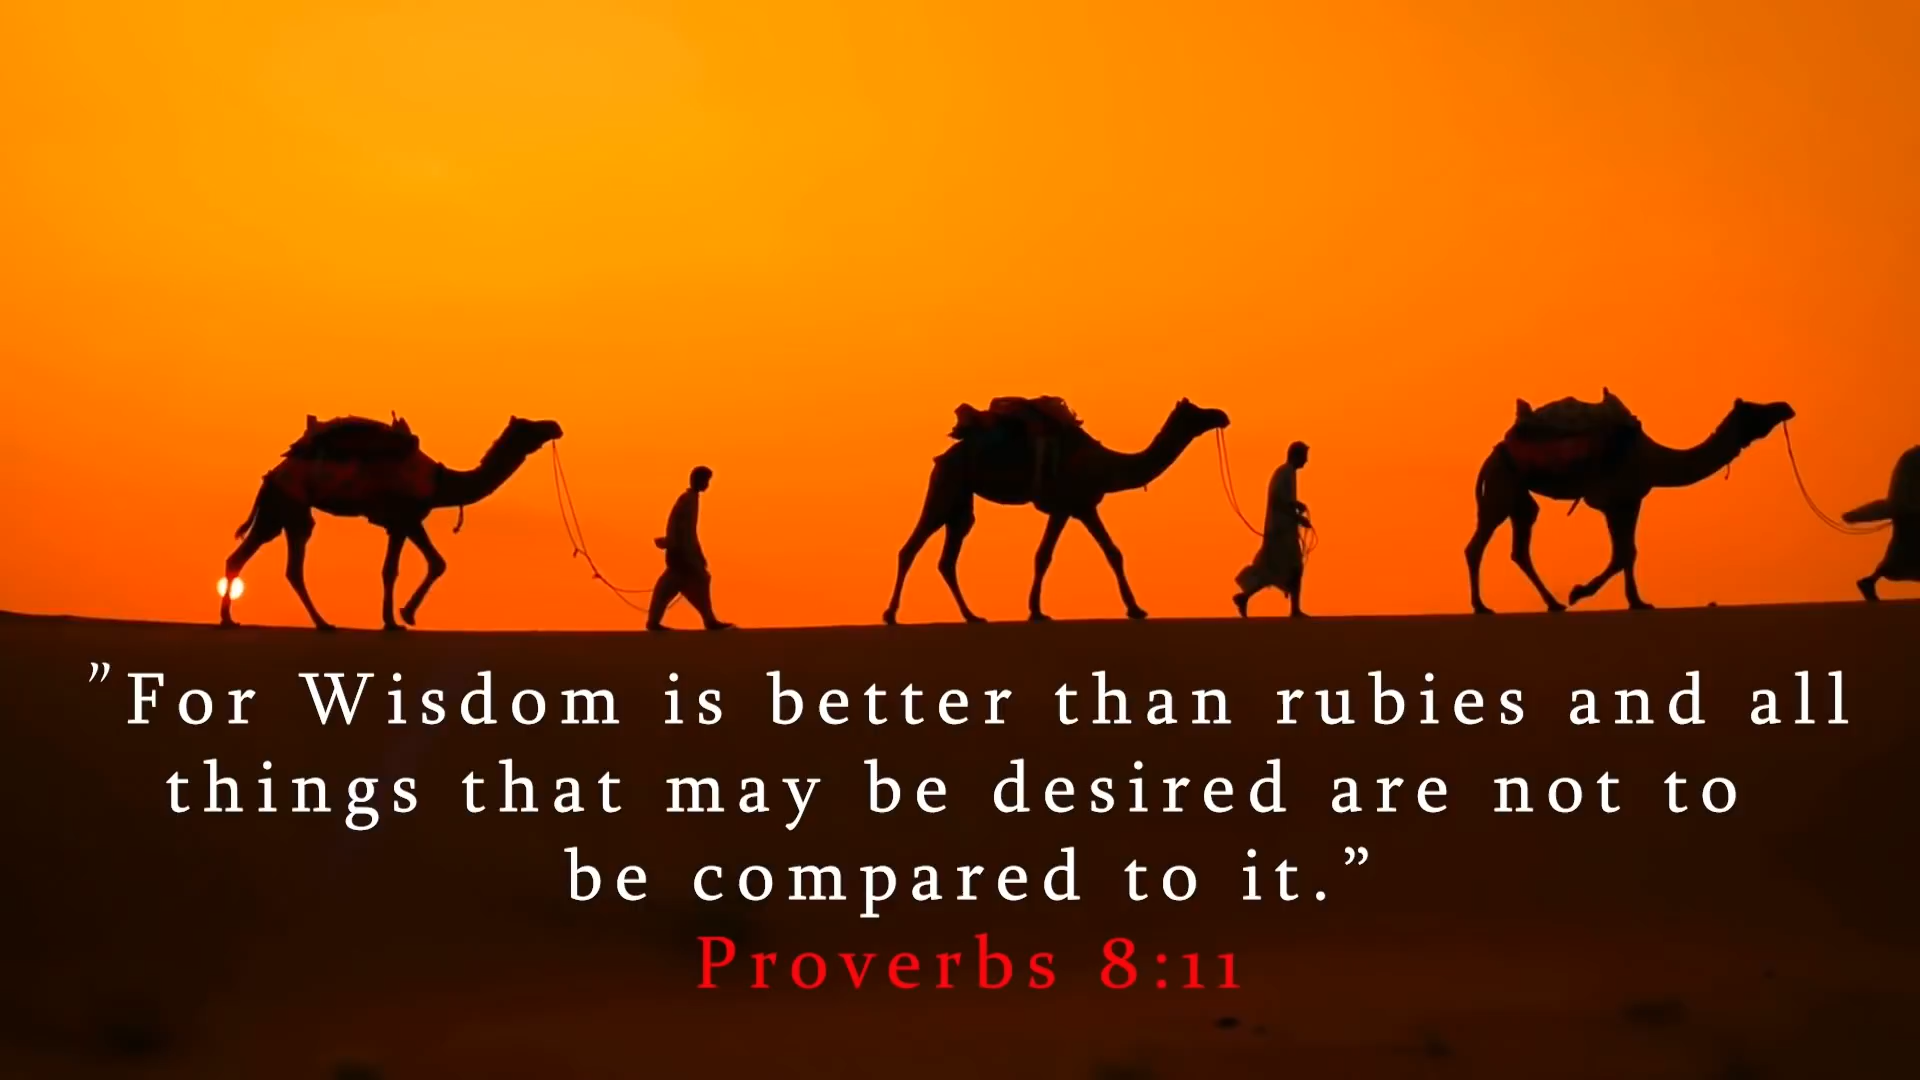 ”For Wisdom is better than rubies and all
things that may be desired are not to
be compared to it.”
Proverbs 8:11